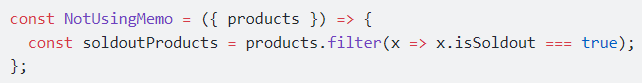 const NotUsingMemo = ({ products }) => {
  const soldoutProducts = products.filter(x => x.isSoldout === true);
};